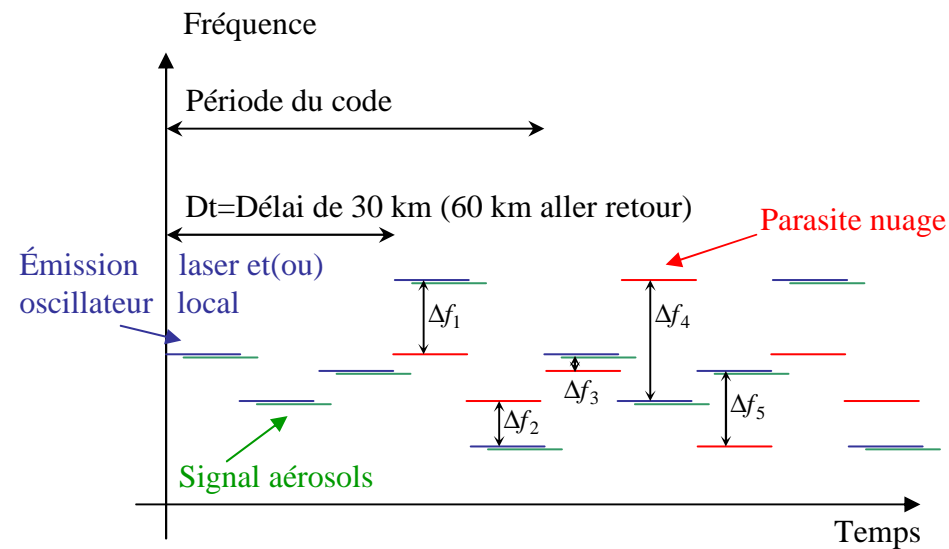 Fréquence
Période du code
Dt=Délai de 30 km (60 km aller retour)
Parasite nuage
Émission laser et(ou)
oscillateur local
Δf₁
Δf₄
Δf₃
Δf₂
Δf₅
Signal aérosols
Temps